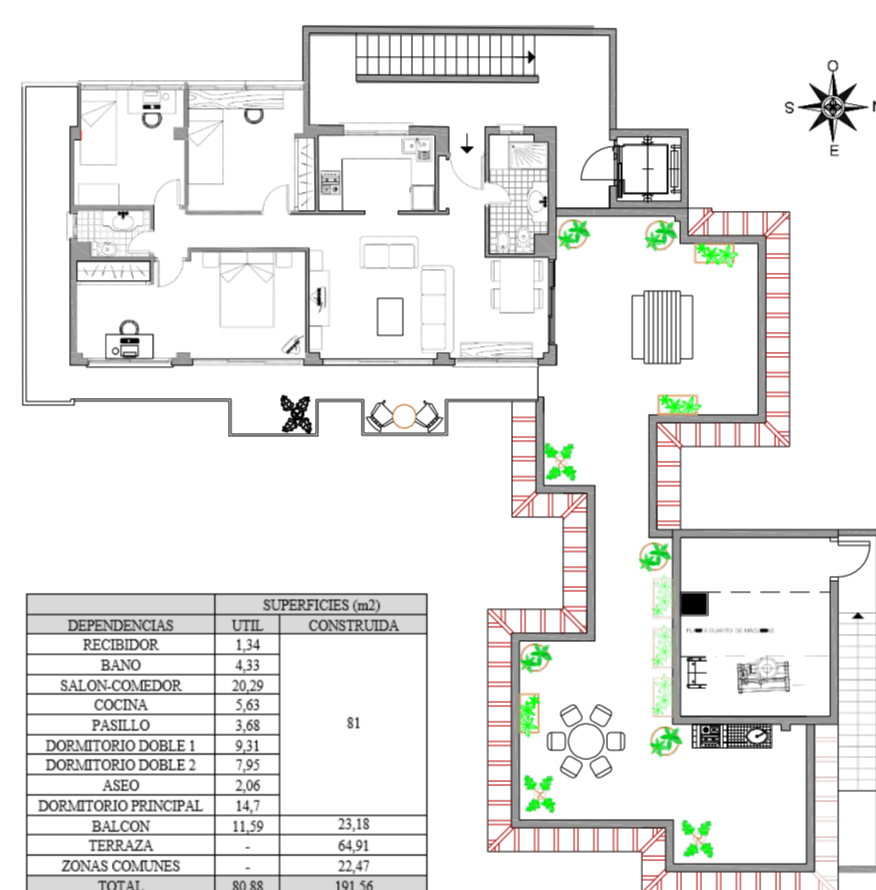 O
S N
E
SUPERFICIES (m2)
DEPENDENCIAS UTIL CONSTRUIDA
RECIBIDOR 1,34
BANO 4,33
SALON-COMEDOR 20,29
COCINA 5,63
PASILLO 3,68
81
DORMITORIO DOBLE 1 9,31
DORMITORIO DOBLE 2 7,95
ASEO 2,06
DORMITORIO PRINCIPAL 14,7
BALCON 11,59 23,18
TERRAZA - 64,91
ZONAS COMUNES - 22,47
TOTAL 80,88 191,56
CUARTO DE